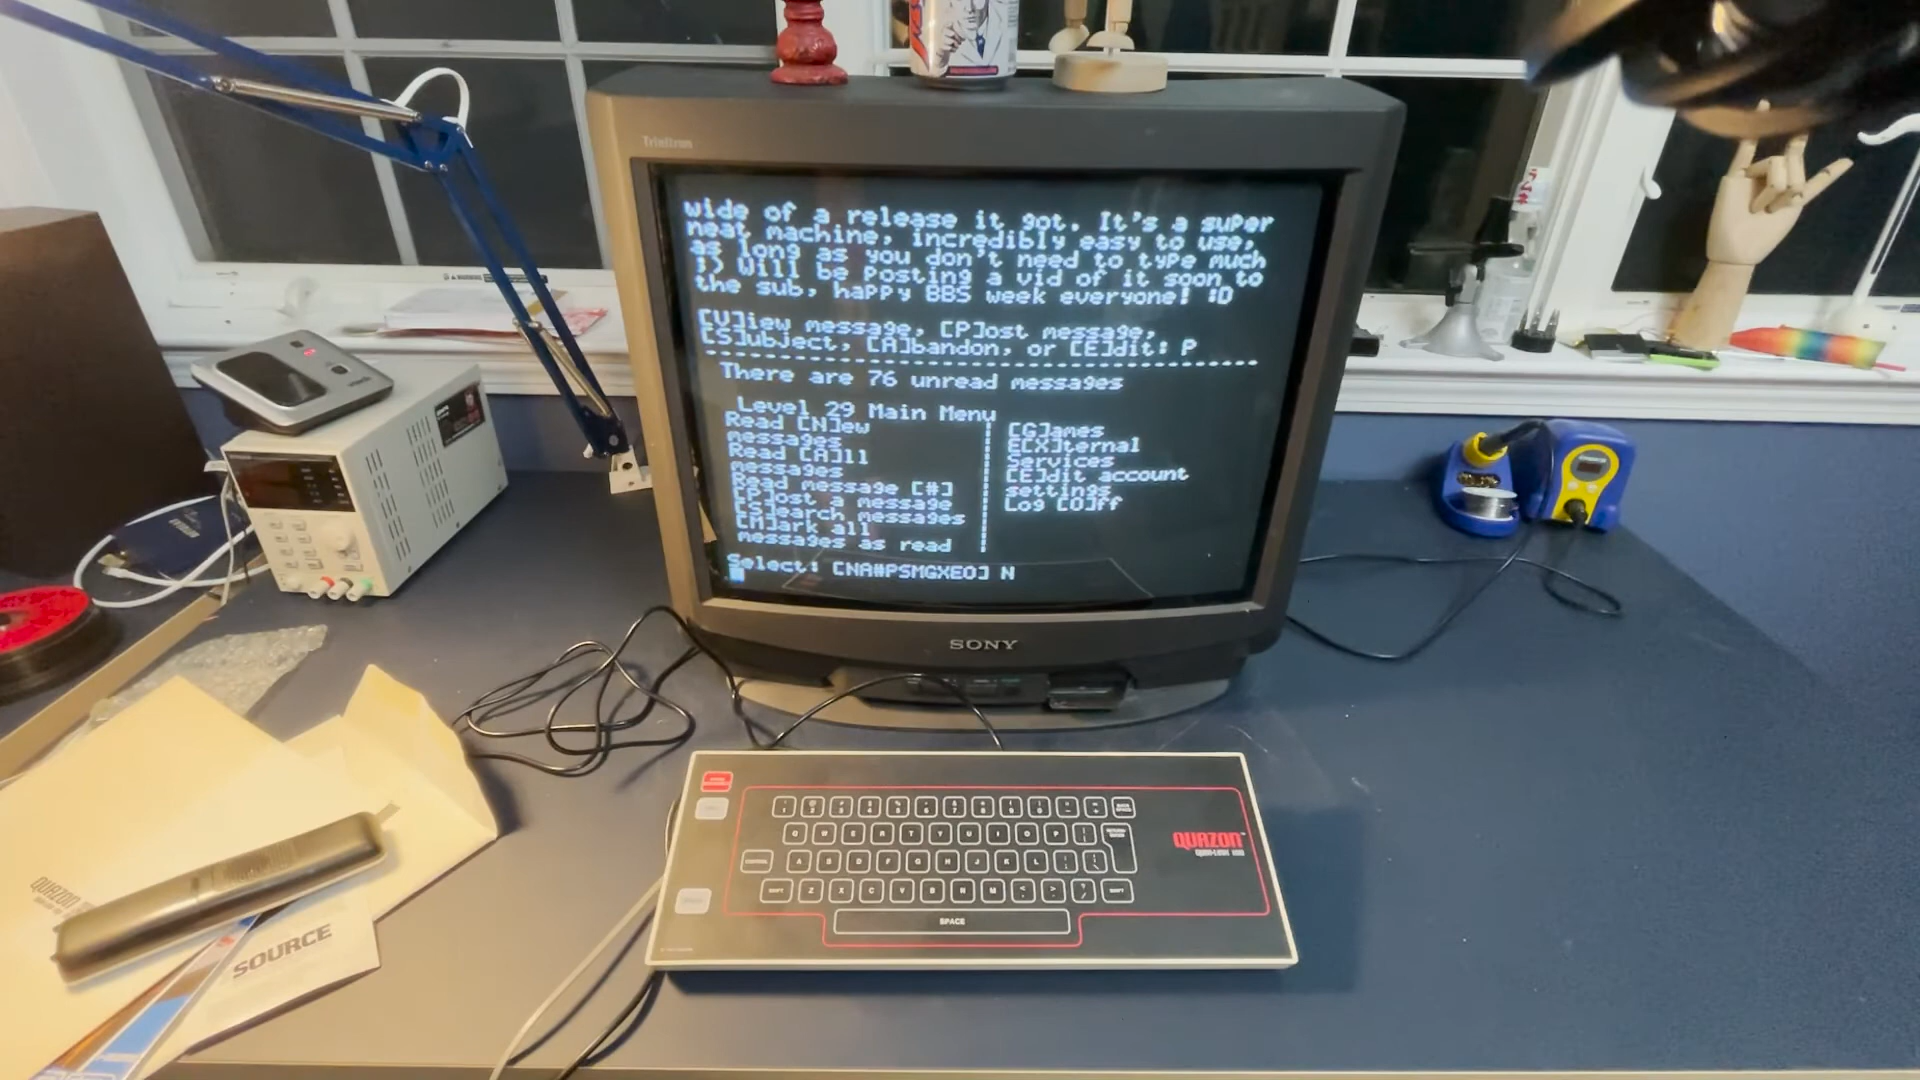 Trinitron
wide of a release it got. It's a super
neat machine, incredibly easy to use,
as long as you don't need to type much
;) Will be posting a vid of it soon to
the sub, happy BBS week everyone! :D
[V]iew message, [P]ost message,
[S]ubject, [A]bandon, or [E]dit: P
--------------------------------------
There are 76 unread messages
Level 29 Main Menu
Read [N]ew
messages
Read [A]ll
messages
Read message [#]
[P]ost a message
[S]earch messages
[M]ark all
messages as read
[G]ames
E[X]ternal
Services
[E]dit account
settings
Log [O]ff
Select: [NA#PSMGXEO] N
SONY
QUAZON
Q W E R T Y U I O P
CONTROL A S D F G H J K L
SHIFT Z X C V B N M < > ? / SHIFT
SPACE
QUAZON
SOURCE